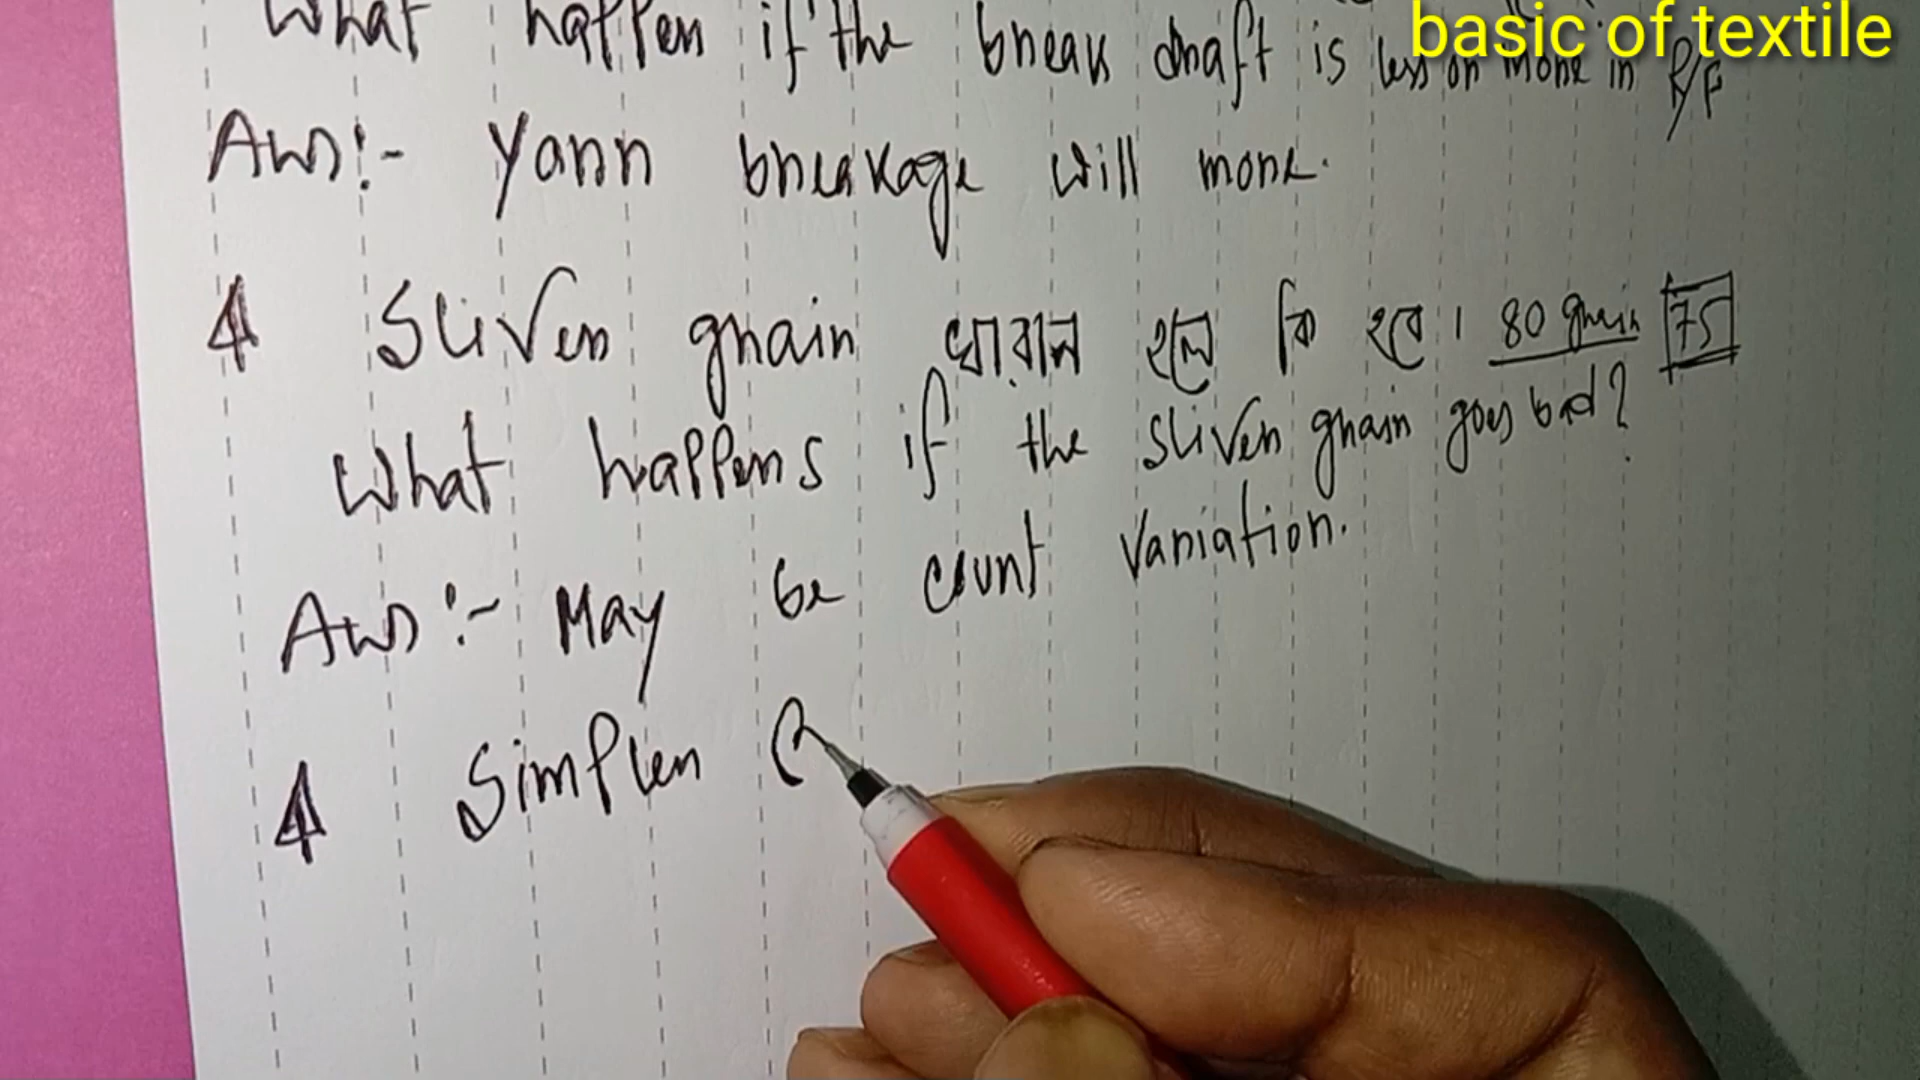 basic of textile
What happen if the break draft is less or more in R/F
Ans:- Yarn breakage will more.
Sliver grain খারাপ হলে কি হবে। 80 grain 75
What happens if the sliver grain goes bad?
Ans:- May be count variation.
Simplex